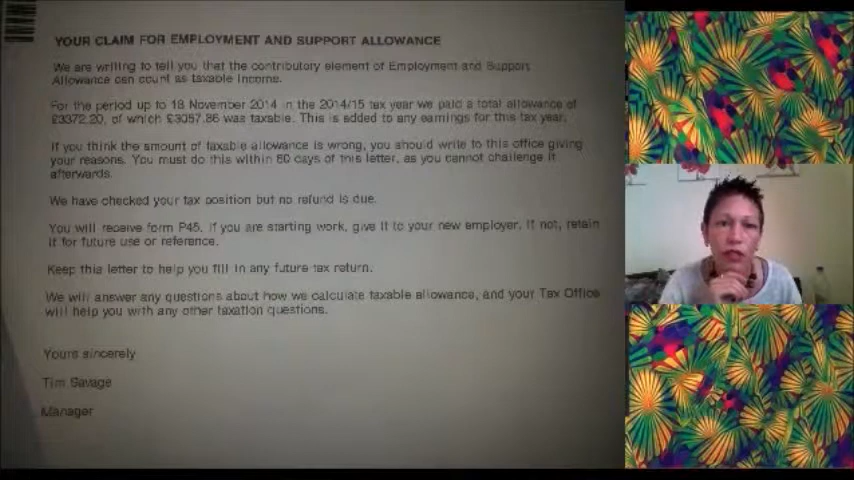 YOUR CLAIM FOR EMPLOYMENT AND SUPPORT ALLOWANCE
We are writing to tell you that the contributory element of Employment and Support
Allowance can count as taxable income.
For the period up to 18 November 2014 in the 2014/15 tax year we paid a total allowance of
£3372.20, of which £3057.86 was taxable. This is added to any earnings for this tax year.
If you think the amount of taxable allowance is wrong, you should write to this office giving
your reasons. You must do this within 60 days of this letter, as you cannot challenge it
afterwards.
We have checked your tax position but no refund is due.
You will receive form P45. If you are starting work, give it to your new employer. If not, retain
it for future use or reference.
Keep this letter to help you fill in any future tax return.
We will answer any questions about how we calculate taxable allowance, and your Tax Office
will help you with any other taxation questions.
Yours sincerely
Tim Savage
Manager